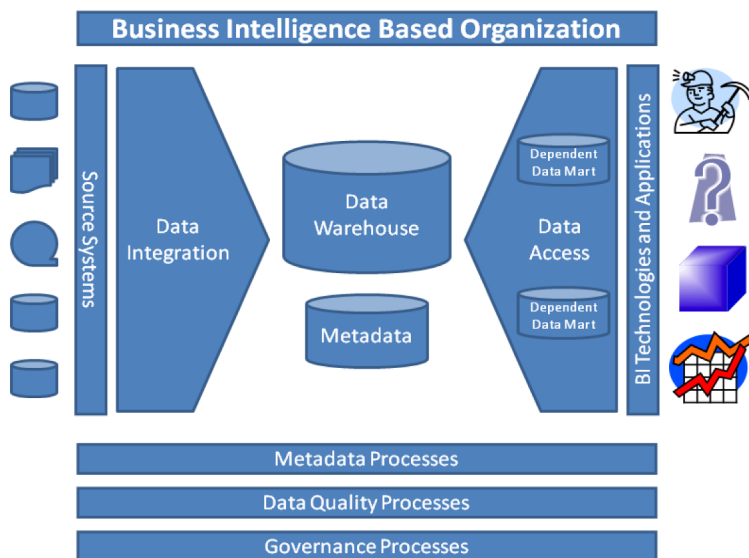 Business Intelligence Based Organization
Source Systems
Data
Integration
Data
Warehouse
Metadata
Dependent
Data Mart
Data
Access
Dependent
Data Mart
BI Technologies and Applications
?
Metadata Processes
Data Quality Processes
Governance Processes